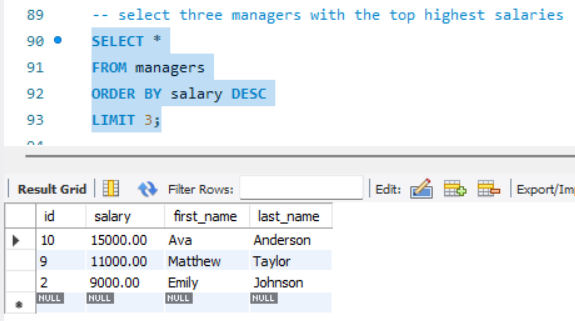 89 -- select three managers with the top highest salaries
90 SELECT *
91 FROM managers
92 ORDER BY salary DESC
93 LIMIT 3;
Result Grid Filter Rows: Edit: Export/Imp
id salary first_name last_name
10 15000.00 Ava Anderson
9 11000.00 Matthew Taylor
2 9000.00 Emily Johnson
NULL NULL NULL NULL